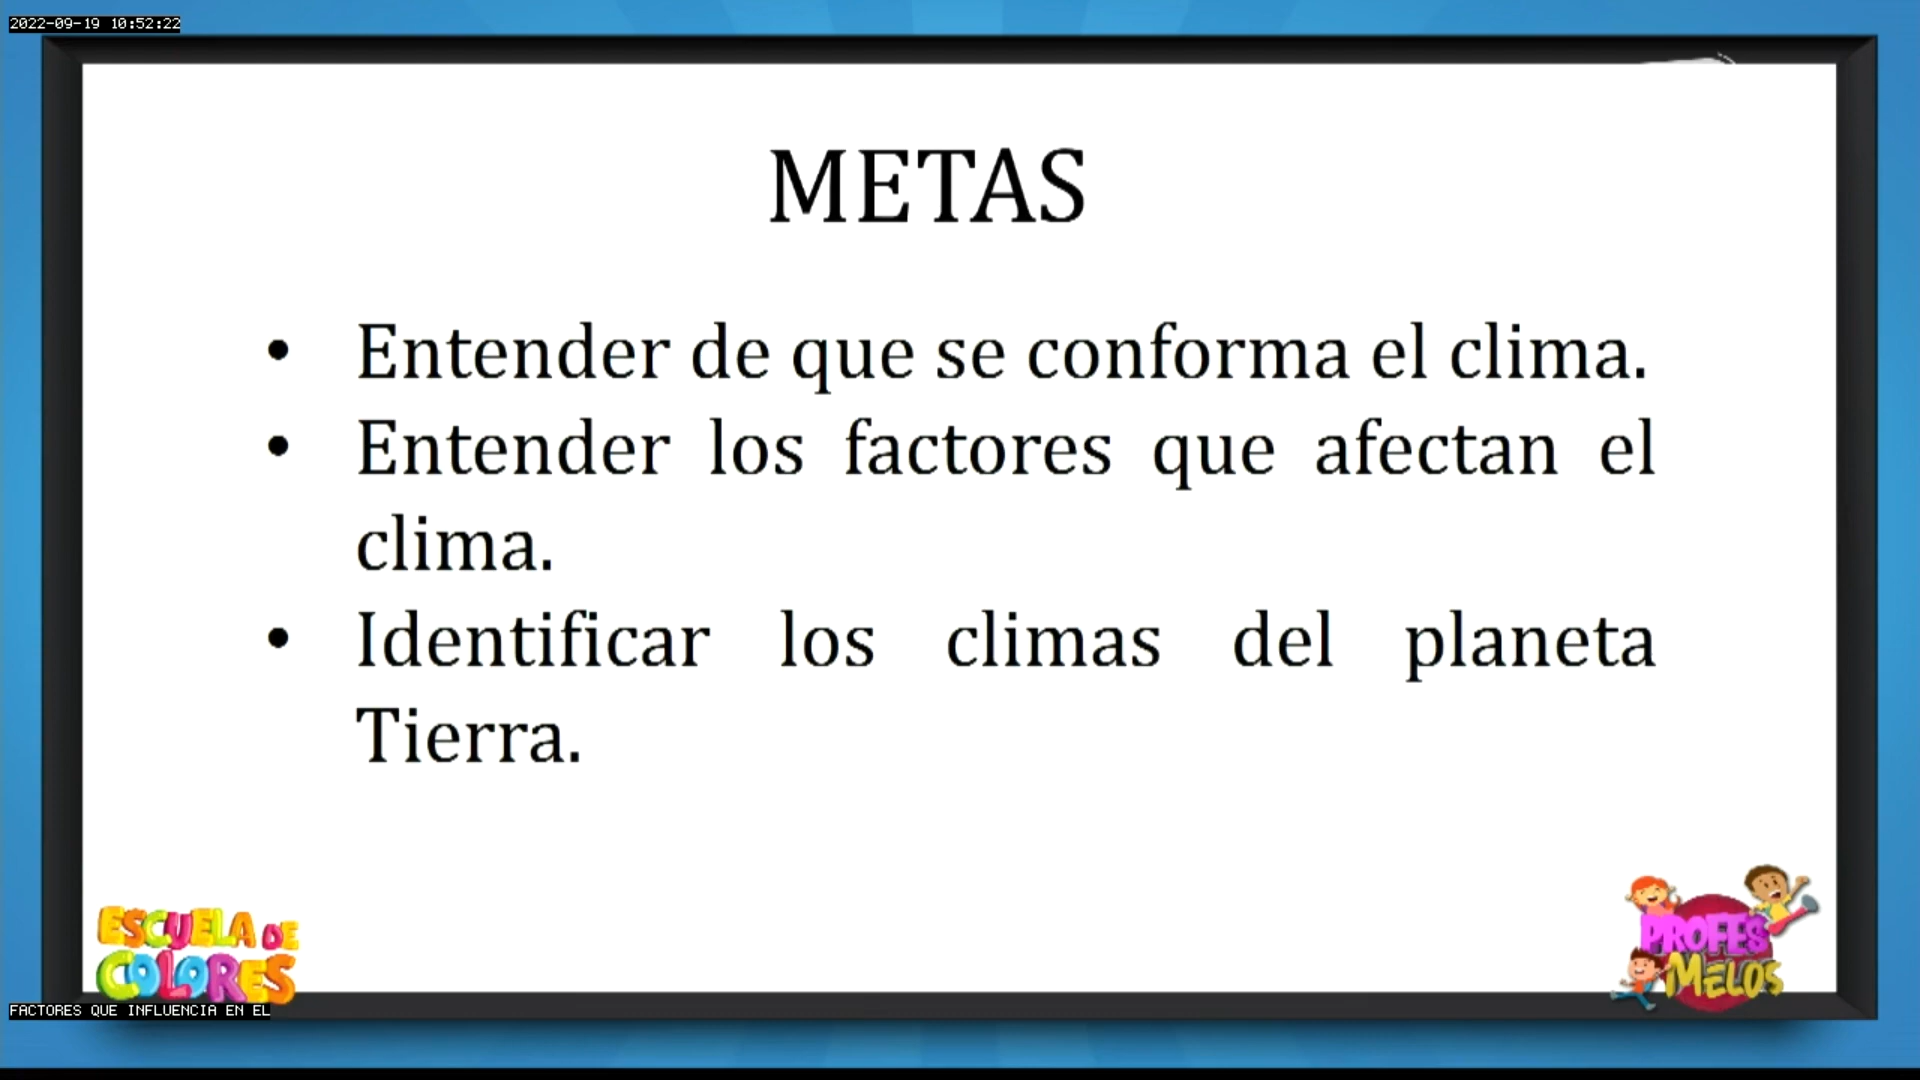 2022-09-19 10:52:22
METAS
• Entender de que se conforma el clima.
• Entender los factores que afectan el
clima.
• Identificar los climas del planeta
Tierra.
ESCUELA DE
COLORES
PROFES
MELOS
FACTORES QUE INFLUENCIA EN EL